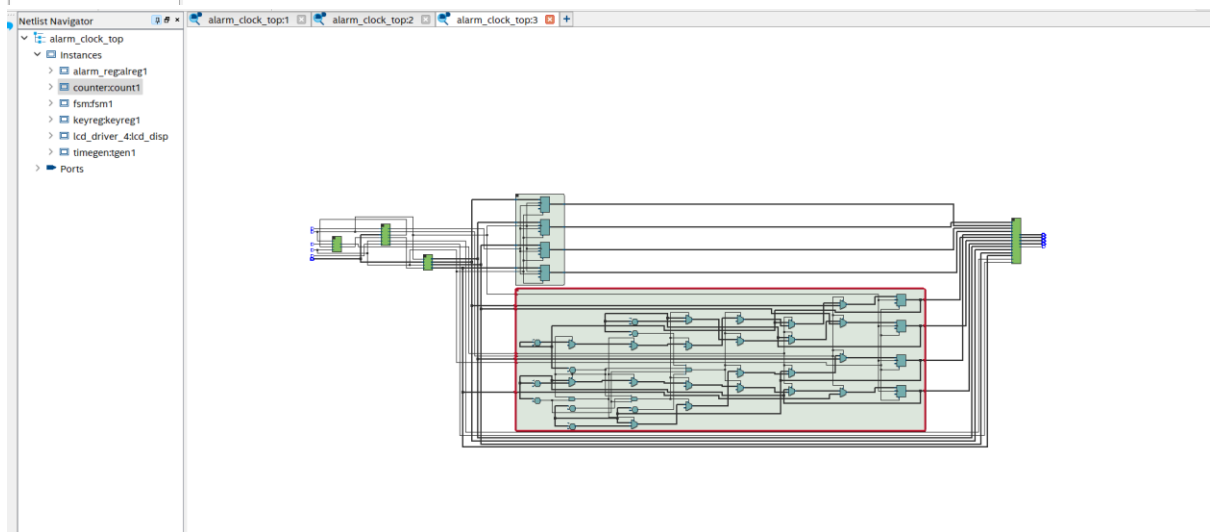 Netlist Navigator
alarm_clock_top:1
alarm_clock_top:2
alarm_clock_top:3
alarm_clock_top
Instances
alarm_reg:alreg1
counter:count1
fsm:fsm1
keyreg:keyreg1
lcd_driver_4:lcd_disp
timegen:tgen1
Ports